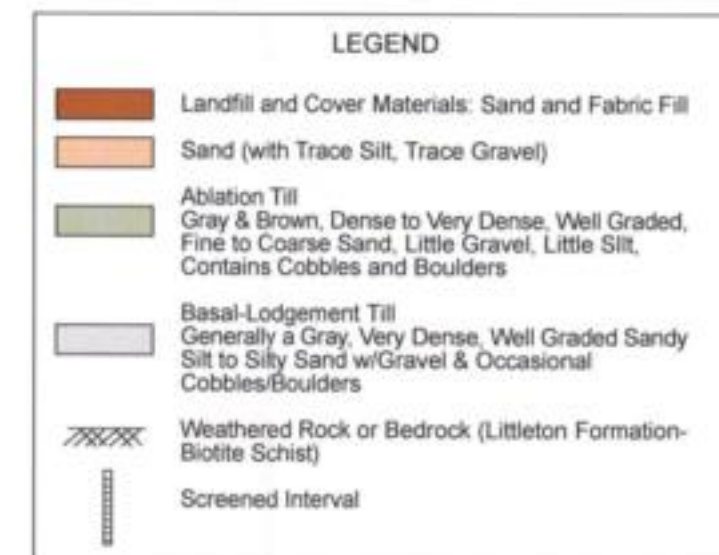 LEGEND
Landfill and Cover Materials: Sand and Fabric Fill
Sand (with Trace Silt, Trace Gravel)
Ablation Till
Gray & Brown, Dense to Very Dense, Well Graded,
Fine to Coarse Sand, Little Gravel, Little SIlt,
Contains Cobbles and Boulders
Basal-Lodgement Till
Generally a Gray, Very Dense, Well Graded Sandy
Silt to Silty Sand w/Gravel & Occasional
Cobbles/Boulders
Weathered Rock or Bedrock (Littleton Formation-
Biotite Schist)
Screened Interval